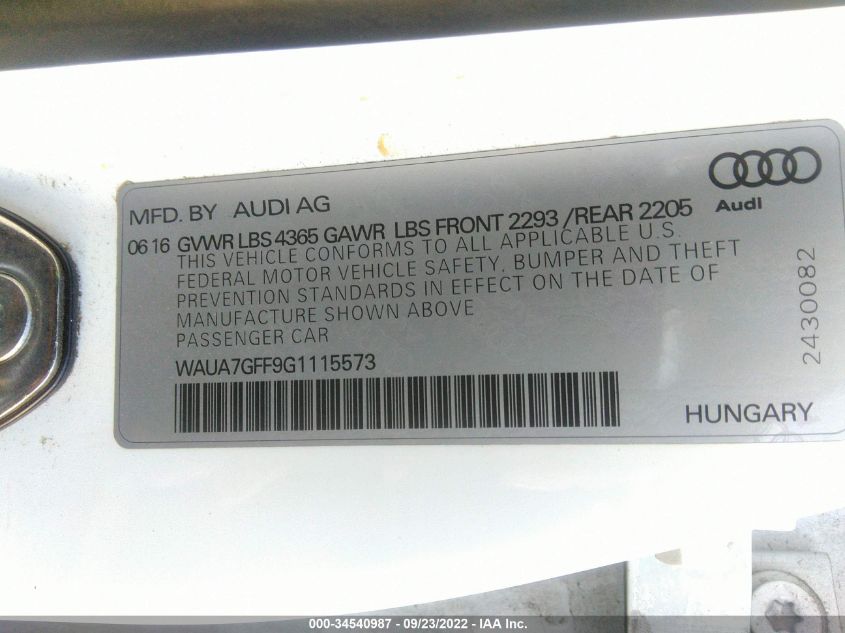 MFD. BY AUDI AG
Audi
06 16 GVWR LBS 4365 GAWR LBS FRONT 2293 /REAR 2205
THIS VEHICLE CONFORMS TO ALL APPLICABLE U.S.
FEDERAL MOTOR VEHICLE SAFETY, BUMPER AND THEFT
PREVENTION STANDARDS IN EFFECT ON THE DATE OF
MANUFACTURE SHOWN ABOVE
PASSENGER CAR
WAUA7GFF9G1115573
2430082
HUNGARY
000-34540987 - 09/23/2022 - IAA Inc.